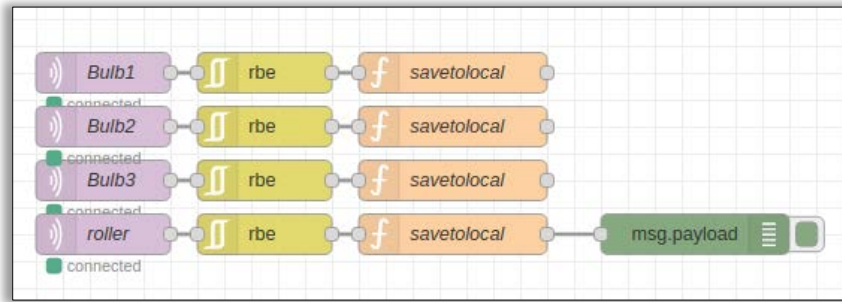 Bulb1 rbe savetolocal
connected
Bulb2 rbe savetolocal
connected
Bulb3 rbe savetolocal
connected
roller rbe savetolocal msg.payload
connected